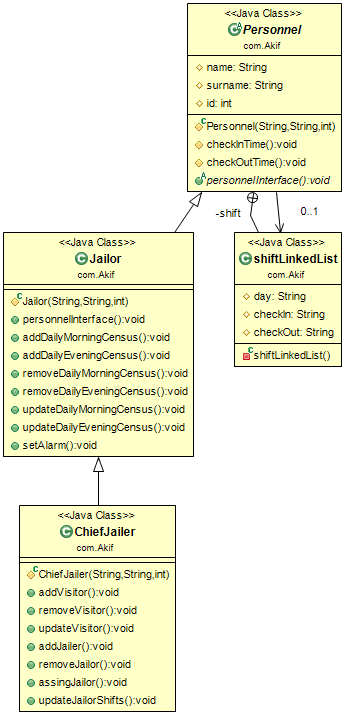 <<Java Class>>
Personnel
com.Akif
name: String
surname: String
id: int
Personnel(String,String,int)
checkInTime():void
checkOutTime():void
personnelInterface():void
-shift
0..1
<<Java Class>>
Jailor
com.Akif
Jailor(String,String,int)
personnelInterface():void
addDailyMorningCensus():void
addDailyEveningCensus():void
removeDailyMorningCensus():void
removeDailyEveningCensus():void
updateDailyMorningCensus():void
updateDailyEveningCensus():void
setAlarm():void
<<Java Class>>
shiftLinkedList
com.Akif
day: String
checkIn: String
checkOut: String
shiftLinkedList()
<<Java Class>>
ChiefJailer
com.Akif
ChiefJailer(String,String,int)
addVisitor():void
removeVisitor():void
updateVisitor():void
addJailer():void
removeJailor():void
assingJailor():void
updateJailorShifts():void